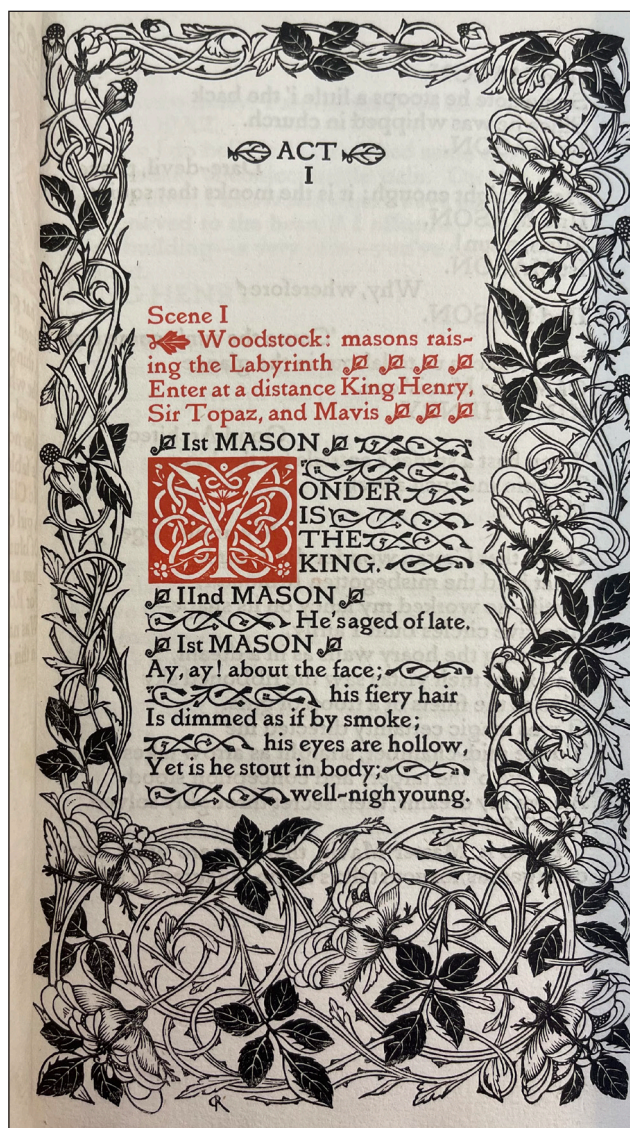 ACT
I
Scene I
Woodstock: masons rais-
ing the Labyrinth
Enter at a distance King Henry,
Sir Topaz, and Mavis
Ist MASON
YONDER
IS
THE
KING.
IInd MASON
He's aged of late,
Ist MASON
Ay, ay! about the face;
his fiery hair
Is dimmed as if by smoke;
his eyes are hollow,
Yet is he stout in body;
well-nigh young.